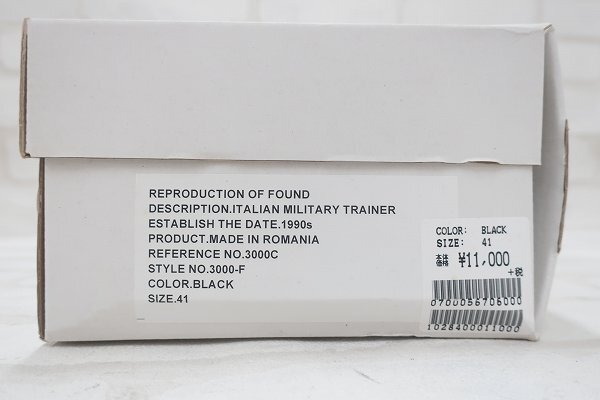 REPRODUCTION OF FOUND
DESCRIPTION.ITALIAN MILITARY TRAINER
ESTABLISH THE DATE.1990s
PRODUCT.MADE IN ROMANIA
REFERENCE NO.3000C
STYLE NO.3000-F
COLOR.BLACK
SIZE.41
COLOR: BLACK
SIZE: 41
本体価格 ¥11,000
+税
0700056706000
1028400011000